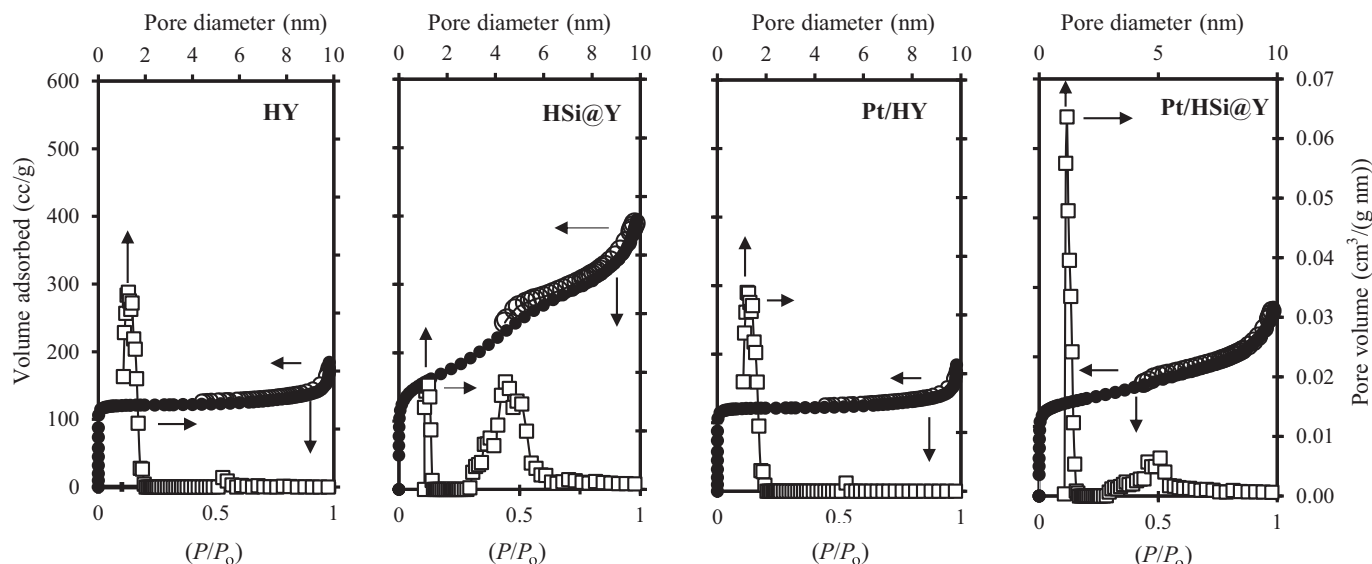 Pore diameter (nm)
0 2 4 6 8 10
Pore diameter (nm)
0 2 4 6 8 10
Pore diameter (nm)
0 2 4 6 8 10
Pore diameter (nm)
0 5 10
Volume adsorbed (cc/g)
600
500
400
300
200
100
0
HY
HSi@Y
Pt/HY
Pt/HSi@Y
0.07
0.06
0.05
0.04
0.03
0.02
0.01
0.00
Pore volume (cm³/(g nm))
0 0.5 1
(P/Pₒ)
0 0.5 1
(P/Pₒ)
0 0.5 1
(P/Pₒ)
0 0.5 1
(P/Pₒ)